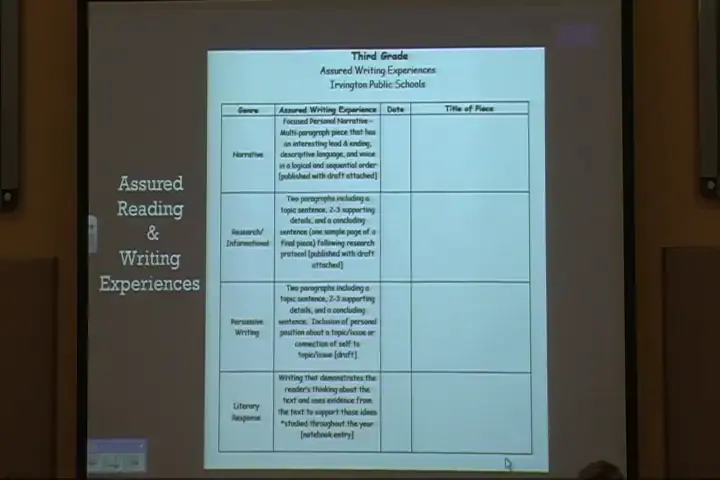 Third Grade
Assured Writing Experiences
Irvington Public Schools
Genre Assured Writing Experience Date Title of Piece
Narrative
Focused Personal Narrative –
Multi-paragraph piece that has
an interesting lead & ending,
descriptive language, and voice
in a logical and sequential order
[published with draft attached]
Research/
Informational
Two paragraphs including a
topic sentence, 2-3 supporting
details, and a concluding
sentence (one sample page of a
final piece) following research
protocol [published with draft
attached]
Persuasive
Writing
Two paragraphs including a
topic sentence, 2-3 supporting
details, and a concluding
sentence. Inclusion of personal
position about a topic/issue or
connection of self to
topic/issue [draft]
Literary
Response
Writing that demonstrates the
reader's thinking about the
text and uses evidence from
the text to support those ideas
*studied throughout the year
[notebook entry]
Assured
Reading
&
Writing
Experiences